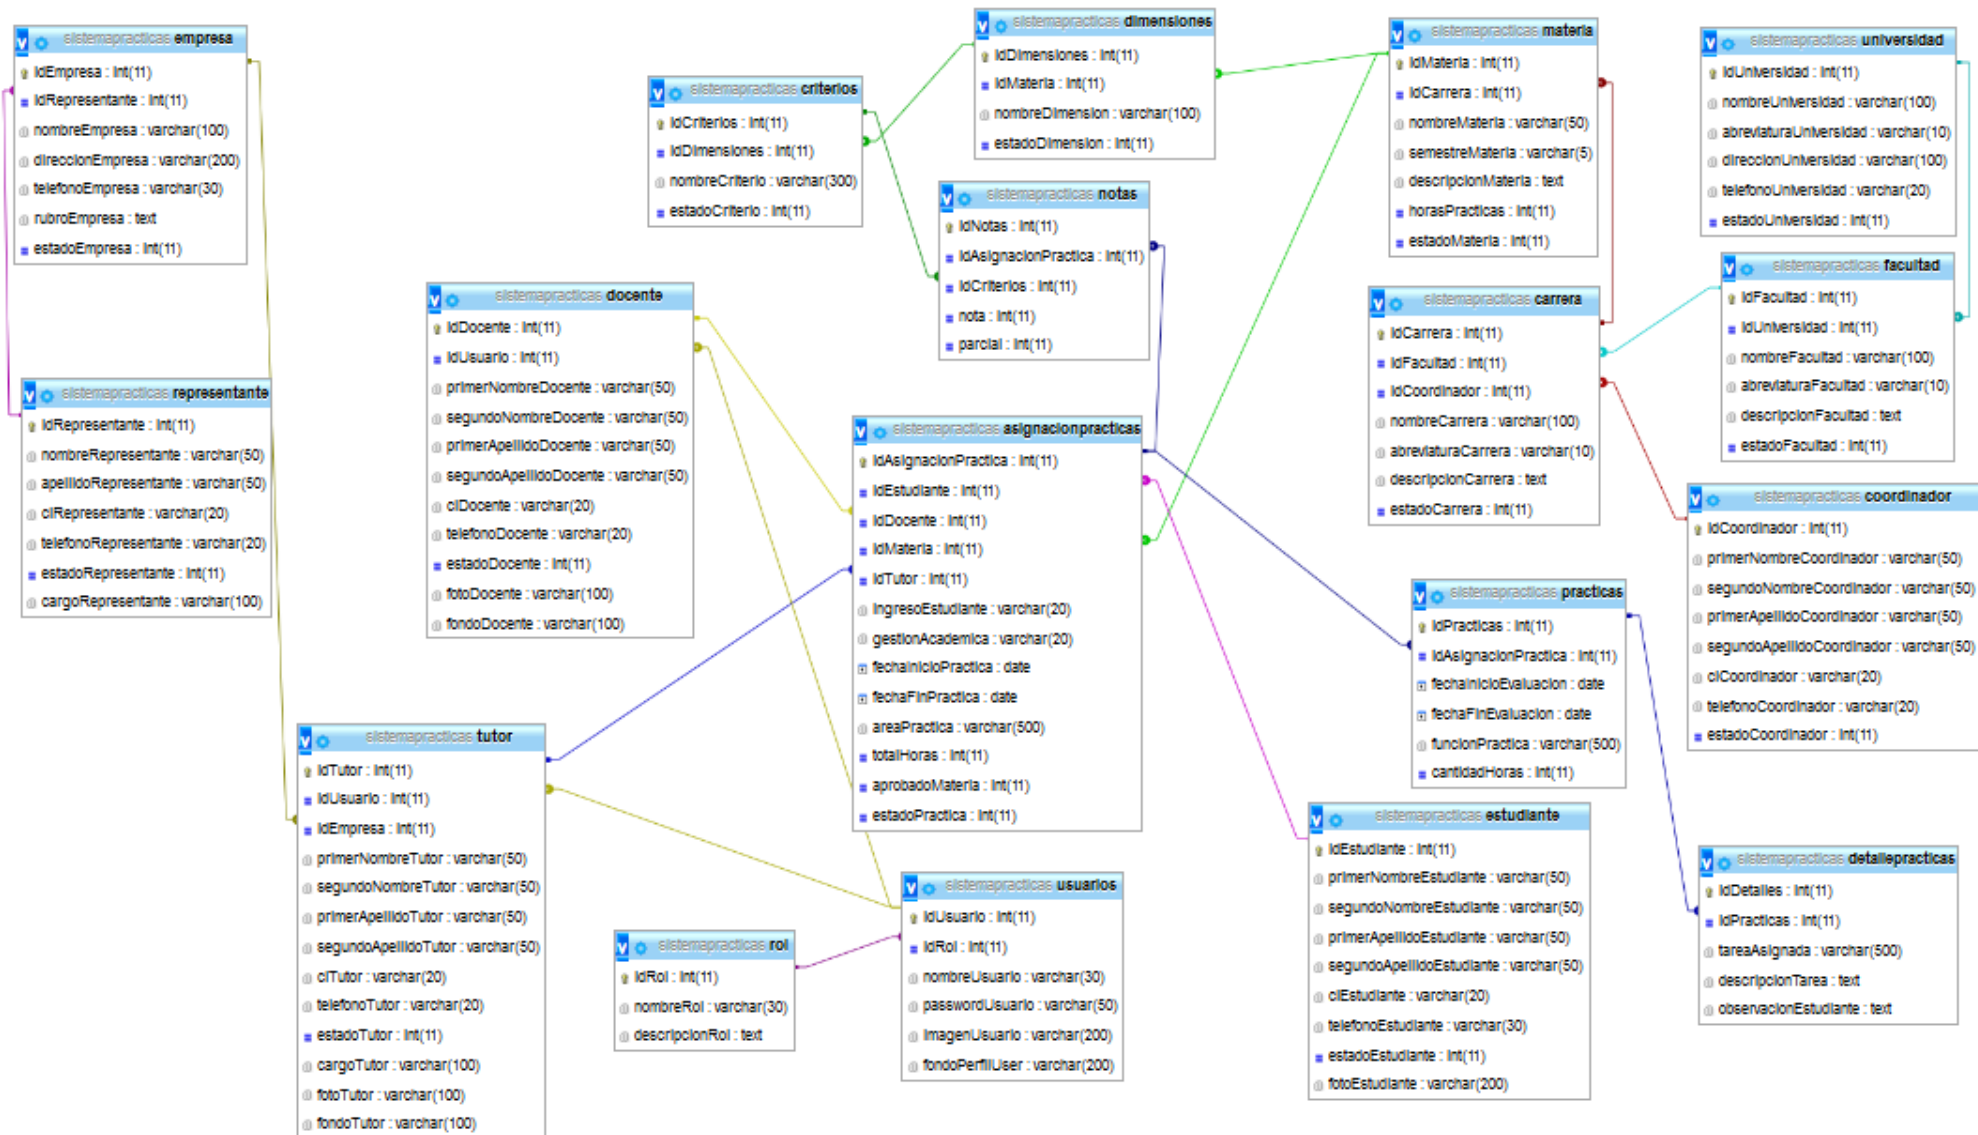 sistemapracticas empresa
idEmpresa : int(11)
idRepresentante : int(11)
nombreEmpresa : varchar(100)
direccionEmpresa : varchar(200)
telefonoEmpresa : varchar(30)
rubroEmpresa : text
estadoEmpresa : int(11)
sistemapracticas representante
idRepresentante : int(11)
nombreRepresentante : varchar(50)
apellidoRepresentante : varchar(50)
ciRepresentante : varchar(20)
telefonoRepresentante : varchar(20)
estadoRepresentante : int(11)
cargoRepresentante : varchar(100)
sistemapracticas tutor
idTutor : int(11)
idUsuario : int(11)
idEmpresa : int(11)
primerNombreTutor : varchar(50)
segundoNombreTutor : varchar(50)
primerApellidoTutor : varchar(50)
segundoApellidoTutor : varchar(50)
ciTutor : varchar(20)
telefonoTutor : varchar(20)
estadoTutor : int(11)
cargoTutor : varchar(100)
fotoTutor : varchar(100)
fondoTutor : varchar(100)
sistemapracticas docente
idDocente : int(11)
idUsuario : int(11)
primerNombreDocente : varchar(50)
segundoNombreDocente : varchar(50)
primerApellidoDocente : varchar(50)
segundoApellidoDocente : varchar(50)
ciDocente : varchar(20)
telefonoDocente : varchar(20)
estadoDocente : int(11)
fotoDocente : varchar(100)
fondoDocente : varchar(100)
sistemapracticas criterios
idCriterios : int(11)
idDimensiones : int(11)
nombreCriterio : varchar(300)
estadoCriterio : int(11)
sistemapracticas rol
idRol : int(11)
nombreRol : varchar(30)
descripcionRol : text
sistemapracticas dimensiones
idDimensiones : int(11)
idMateria : int(11)
nombreDimension : varchar(100)
estadoDimension : int(11)
sistemapracticas notas
idNotas : int(11)
idAsignacionPractica : int(11)
idCriterios : int(11)
nota : int(11)
parcial : int(11)
sistemapracticas asignacionpracticas
idAsignacionPractica : int(11)
idEstudiante : int(11)
idDocente : int(11)
idMateria : int(11)
idTutor : int(11)
ingresoEstudiante : varchar(20)
gestionAcademica : varchar(20)
fechaInicioPractica : date
fechaFinPractica : date
areaPractica : varchar(500)
totalHoras : int(11)
aprobadoMateria : int(11)
estadoPractica : int(11)
sistemapracticas usuarios
idUsuario : int(11)
idRol : int(11)
nombreUsuario : varchar(30)
passwordUsuario : varchar(50)
imagenUsuario : varchar(200)
fondoPerfilUser : varchar(200)
sistemapracticas materia
idMateria : int(11)
idCarrera : int(11)
nombreMateria : varchar(50)
semestreMateria : varchar(5)
descripcionMateria : text
horasPracticas : int(11)
estadoMateria : int(11)
sistemapracticas carrera
idCarrera : int(11)
idFacultad : int(11)
idCoordinador : int(11)
nombreCarrera : varchar(100)
abreviaturaCarrera : varchar(10)
descripcionCarrera : text
estadoCarrera : int(11)
sistemapracticas practicas
idPracticas : int(11)
idAsignacionPractica : int(11)
fechaInicioEvaluacion : date
fechaFinEvaluacion : date
funcionPractica : varchar(500)
cantidadHoras : int(11)
sistemapracticas estudiante
idEstudiante : int(11)
primerNombreEstudiante : varchar(50)
segundoNombreEstudiante : varchar(50)
primerApellidoEstudiante : varchar(50)
segundoApellidoEstudiante : varchar(50)
ciEstudiante : varchar(20)
telefonoEstudiante : varchar(30)
estadoEstudiante : int(11)
fotoEstudiante : varchar(200)
sistemapracticas universidad
idUniversidad : int(11)
nombreUniversidad : varchar(100)
abreviaturaUniversidad : varchar(10)
direccionUniversidad : varchar(100)
telefonoUniversidad : varchar(20)
estadoUniversidad : int(11)
sistemapracticas facultad
idFacultad : int(11)
idUniversidad : int(11)
nombreFacultad : varchar(100)
abreviaturaFacultad : varchar(10)
descripcionFacultad : text
estadoFacultad : int(11)
sistemapracticas coordinador
idCoordinador : int(11)
primerNombreCoordinador : varchar(50)
segundoNombreCoordinador : varchar(50)
primerApellidoCoordinador : varchar(50)
segundoApellidoCoordinador : varchar(50)
ciCoordinador : varchar(20)
telefonoCoordinador : varchar(20)
estadoCoordinador : int(11)
sistemapracticas detallepracticas
idDetalles : int(11)
idPracticas : int(11)
tareaAsignada : varchar(500)
descripcionTarea : text
observacionEstudiante : text